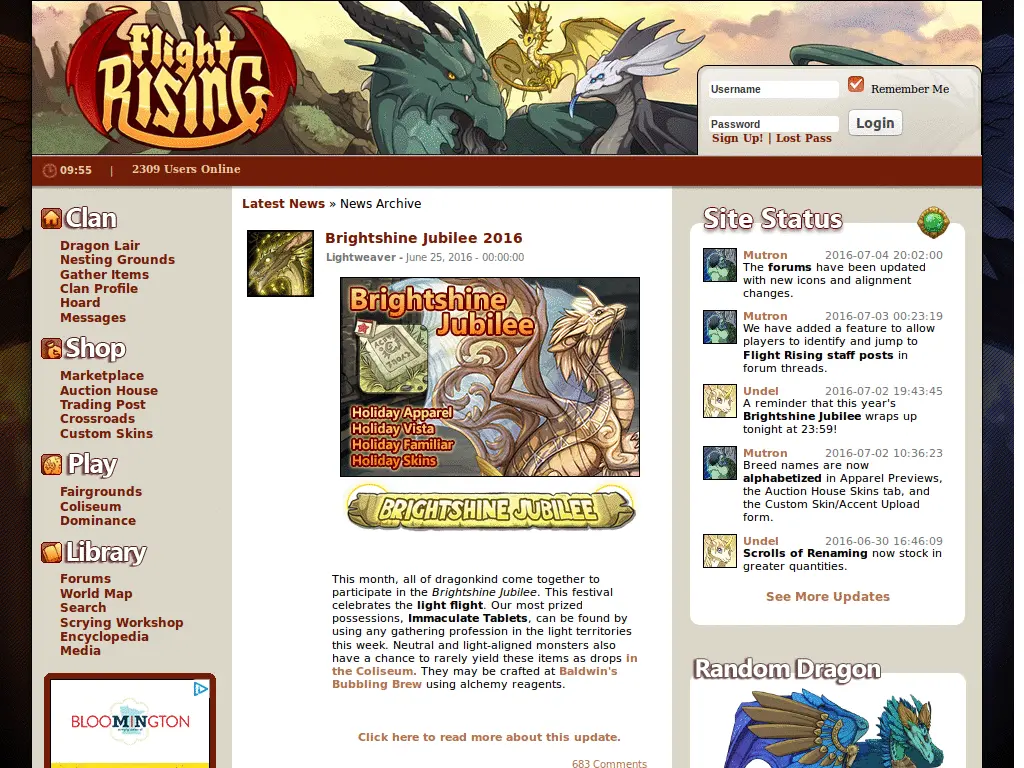 Flight
RISING
Username
Remember Me
Password
Login
Sign Up! | Lost Pass
09:55 | 2309 Users Online
Clan
Dragon Lair
Nesting Grounds
Gather Items
Clan Profile
Hoard
Messages
Shop
Marketplace
Auction House
Trading Post
Crossroads
Custom Skins
Play
Fairgrounds
Coliseum
Dominance
Library
Forums
World Map
Search
Scrying Workshop
Encyclopedia
Media
BLOOMINGTON
Latest News » News Archive
Brightshine Jubilee 2016
Lightweaver - June 25, 2016 - 00:00:00
Brightshine
Jubilee
Holiday Apparel
Holiday Vista
Holiday Familiar
Holiday Skins
BRIGHTSHINE JUBILEE
This month, all of dragonkind come together to
participate in the Brightshine Jubilee. This festival
celebrates the light flight. Our most prized
possessions, Immaculate Tablets, can be found by
using any gathering profession in the light territories
this week. Neutral and light-aligned monsters also
have a chance to rarely yield these items as drops in
the Coliseum. They may be crafted at Baldwin's
Bubbling Brew using alchemy reagents.
Click here to read more about this update.
683 Comments
Site Status
Mutron 2016-07-04 20:02:00
The forums have been updated
with new icons and alignment
changes.
Mutron 2016-07-03 00:23:19
We have added a feature to allow
players to identify and jump to
Flight Rising staff posts in
forum threads.
Undel 2016-07-02 19:43:45
A reminder that this year's
Brightshine Jubilee wraps up
tonight at 23:59!
Mutron 2016-07-02 10:36:23
Breed names are now
alphabetized in Apparel Previews,
the Auction House Skins tab, and
the Custom Skin/Accent Upload
form.
Undel 2016-06-30 16:46:09
Scrolls of Renaming now stock in
greater quantities.
See More Updates
Random Dragon